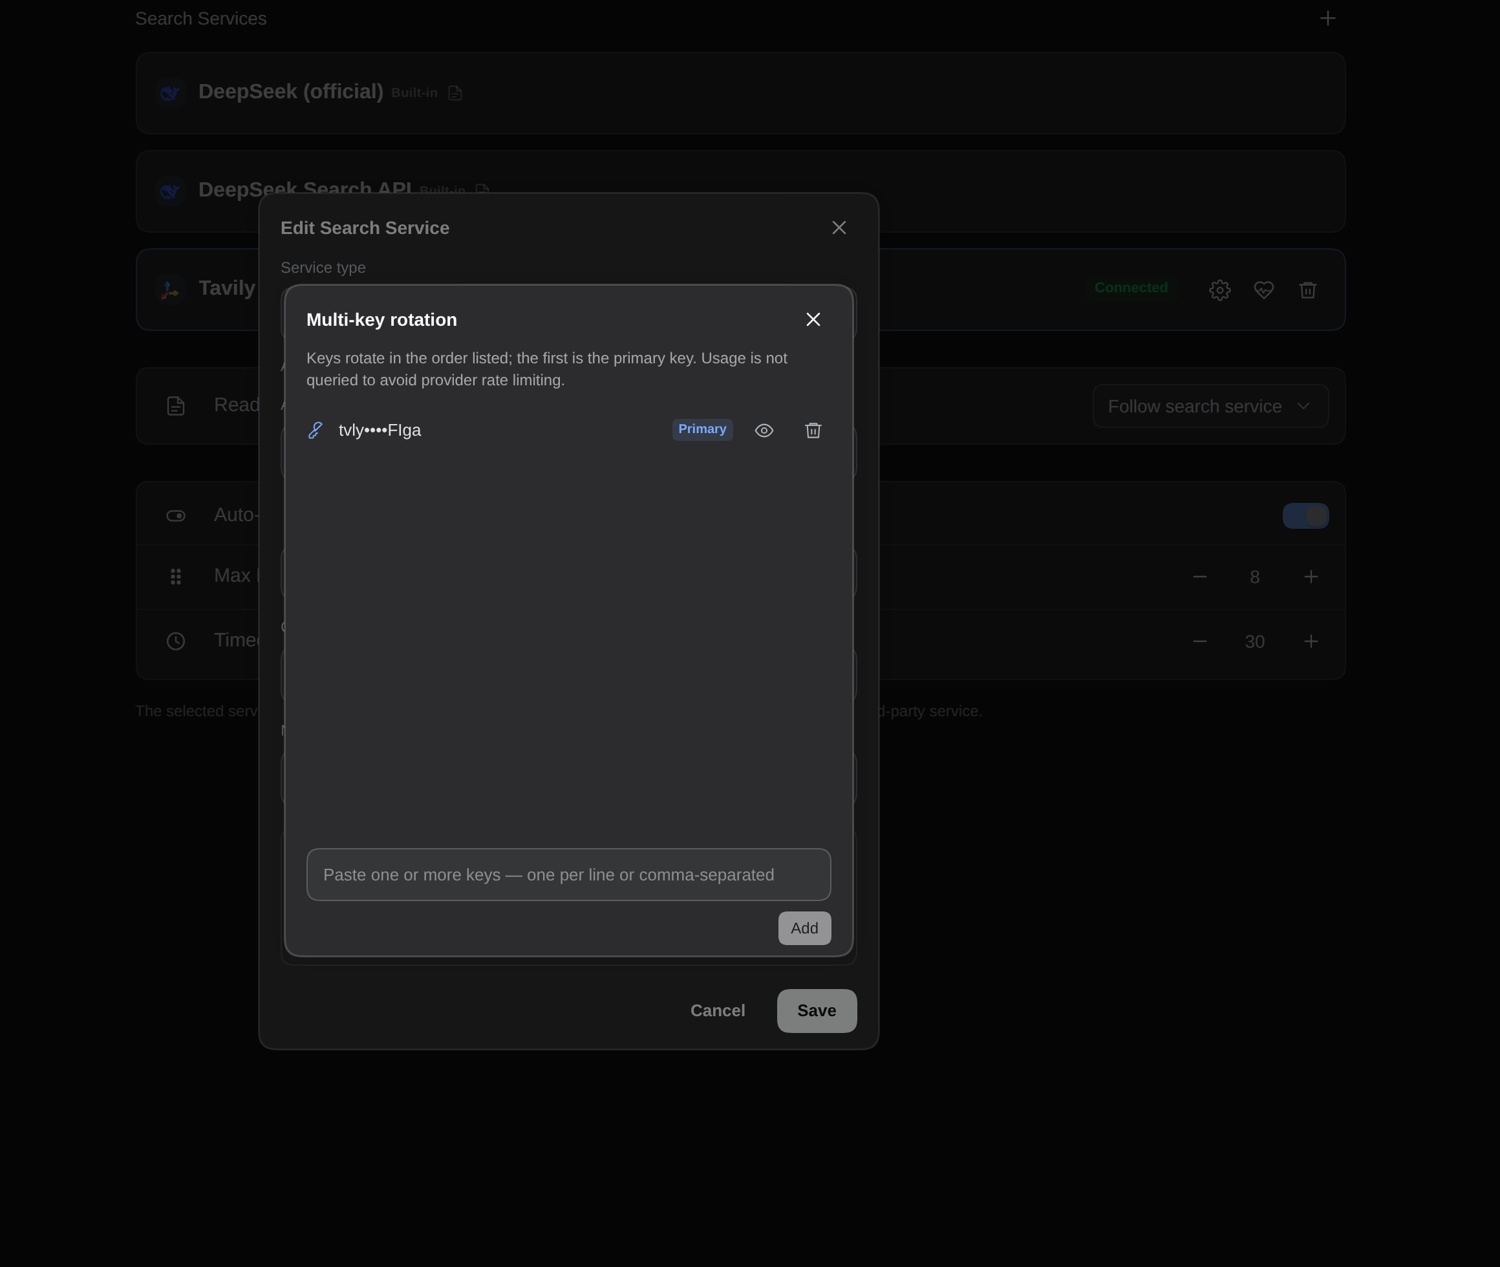 Search Services
DeepSeek (official) Built-in
DeepSeek Search API Built-in
Edit Search Service
Service type
Tavily
Connected
Multi-key rotation
Keys rotate in the order listed; the first is the primary key. Usage is not
queried to avoid provider rate limiting.
Read
Follow search service
tvly••••FIga
Primary
Auto-
Max
8
Time
30
The selected serv
d-party service.
Paste one or more keys — one per line or comma-separated
Add
Cancel
Save